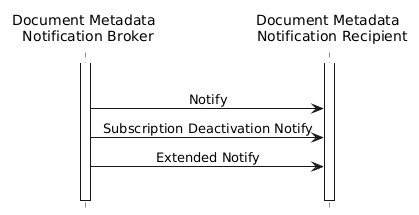 Document Metadata
Notification Broker
Document Metadata
Notification Recipient
Notify
Subscription Deactivation Notify
Extended Notify